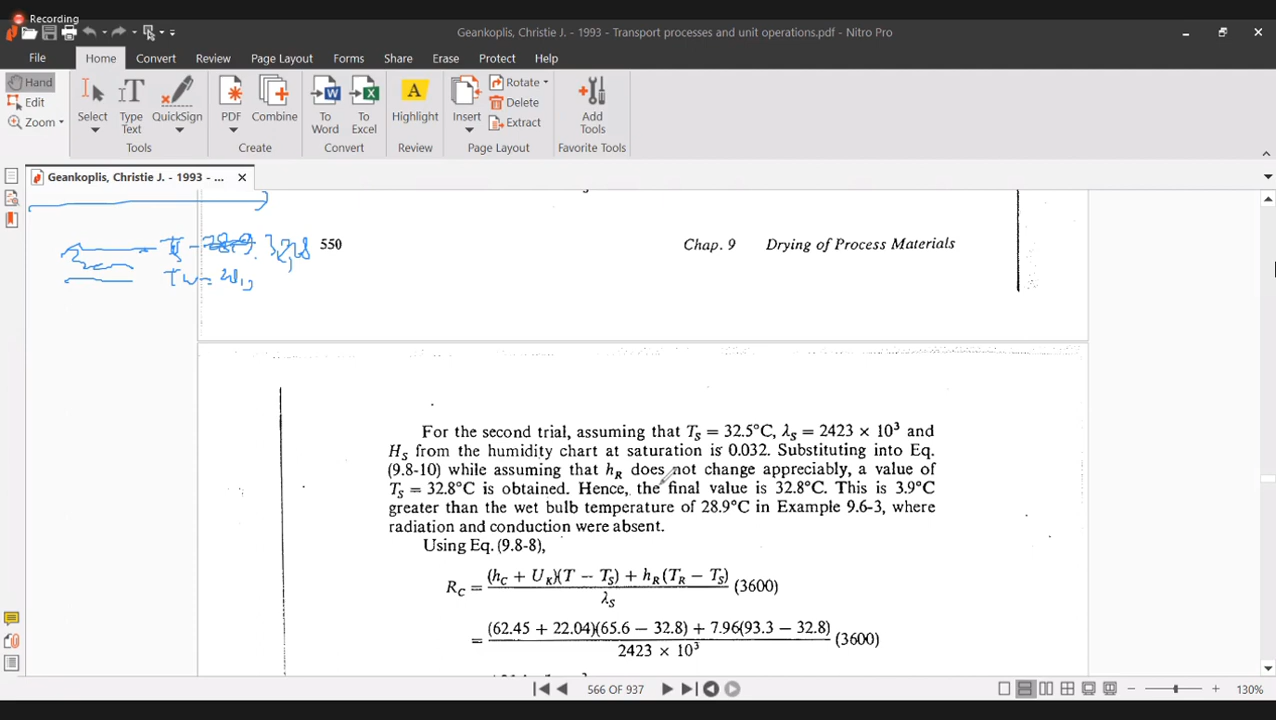 Recording
Geankoplis, Christie J. - 1993 - Transport processes and unit operations.pdf - Nitro Pro
File Home Convert Review Page Layout Forms Share Erase Protect Help
Hand
Edit
Zoom
Select
Type Text
QuickSign
Tools
PDF
Combine
Create
To Word
To Excel
Convert
Highlight
Review
Insert
Rotate
Delete
Extract
Page Layout
Add Tools
Favorite Tools
Geankoplis, Christie J. - 1993 - ...
550 Chap. 9 Drying of Process Materials
For the second trial, assuming that T_S = 32.5°C, λ_S = 2423 × 10³ and
H_S from the humidity chart at saturation is 0.032. Substituting into Eq.
(9.8-10) while assuming that h_R does not change appreciably, a value of
T_S = 32.8°C is obtained. Hence, the final value is 32.8°C. This is 3.9°C
greater than the wet bulb temperature of 28.9°C in Example 9.6-3, where
radiation and conduction were absent.
Using Eq. (9.8-8),
R_C = (h_C + U_K)(T − T_S) + h_R(T_R − T_S) / λ_S (3600)
= (62.45 + 22.04)(65.6 − 32.8) + 7.96(93.3 − 32.8) / 2423 × 10³ (3600)
566 OF 937
130%